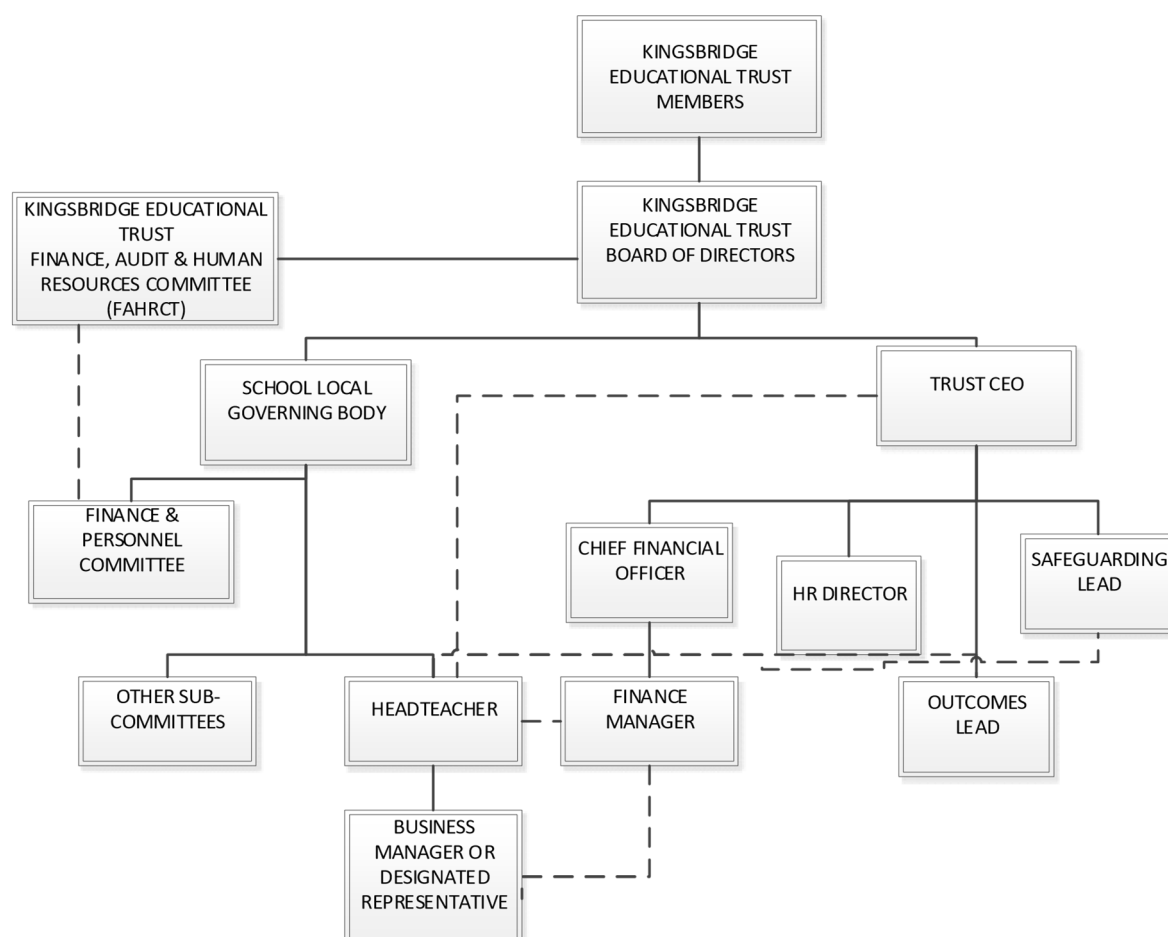 KINGSBRIDGE
EDUCATIONAL TRUST
MEMBERS
KINGSBRIDGE EDUCATIONAL
TRUST
FINANCE, AUDIT & HUMAN
RESOURCES COMMITTEE
(FAHRCT)
KINGSBRIDGE
EDUCATIONAL TRUST
BOARD OF DIRECTORS
SCHOOL LOCAL
GOVERNING BODY
TRUST CEO
FINANCE &
PERSONNEL
COMMITTEE
CHIEF FINANCIAL
OFFICER
HR DIRECTOR
SAFEGUARDING
LEAD
OTHER SUB-
COMMITTEES
HEADTEACHER
FINANCE
MANAGER
OUTCOMES
LEAD
BUSINESS
MANAGER OR
DESIGNATED
REPRESENTATIVE